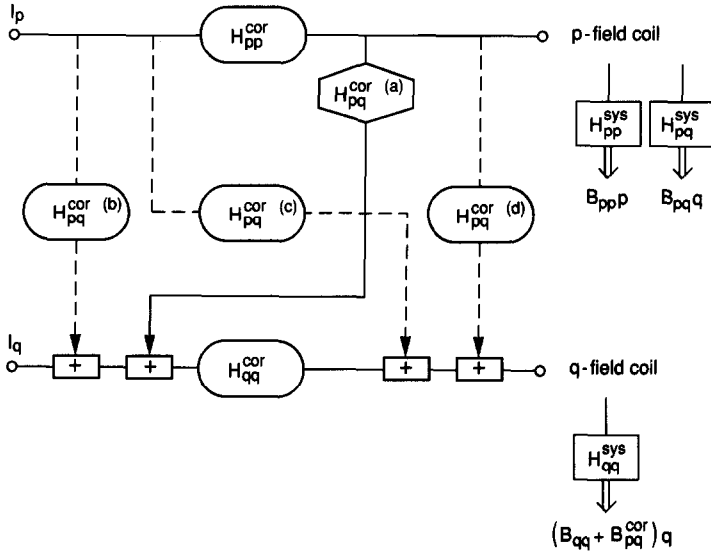 I_p
H_pp^cor
p-field coil
H_pq^cor (a)
H_pp^sys
H_pq^sys
B_pp p
B_pq q
H_pq^cor (b)
H_pq^cor (c)
H_pq^cor (d)
I_q
+
+
H_qq^cor
+
+
q-field coil
H_qq^sys
(B_qq + B_pq^cor) q